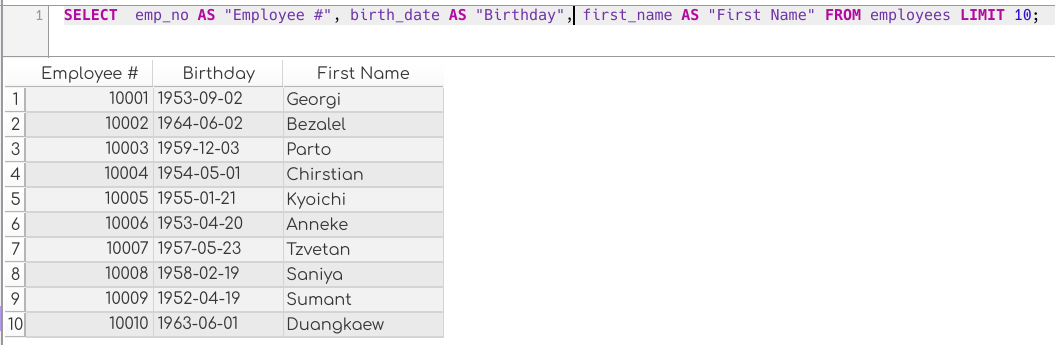 1 SELECT  emp_no AS "Employee #", birth_date AS "Birthday", first_name AS "First Name" FROM employees LIMIT 10;
Employee # Birthday First Name
1 10001 1953-09-02 Georgi
2 10002 1964-06-02 Bezalel
3 10003 1959-12-03 Parto
4 10004 1954-05-01 Chirstian
5 10005 1955-01-21 Kyoichi
6 10006 1953-04-20 Anneke
7 10007 1957-05-23 Tzvetan
8 10008 1958-02-19 Saniya
9 10009 1952-04-19 Sumant
10 10010 1963-06-01 Duangkaew